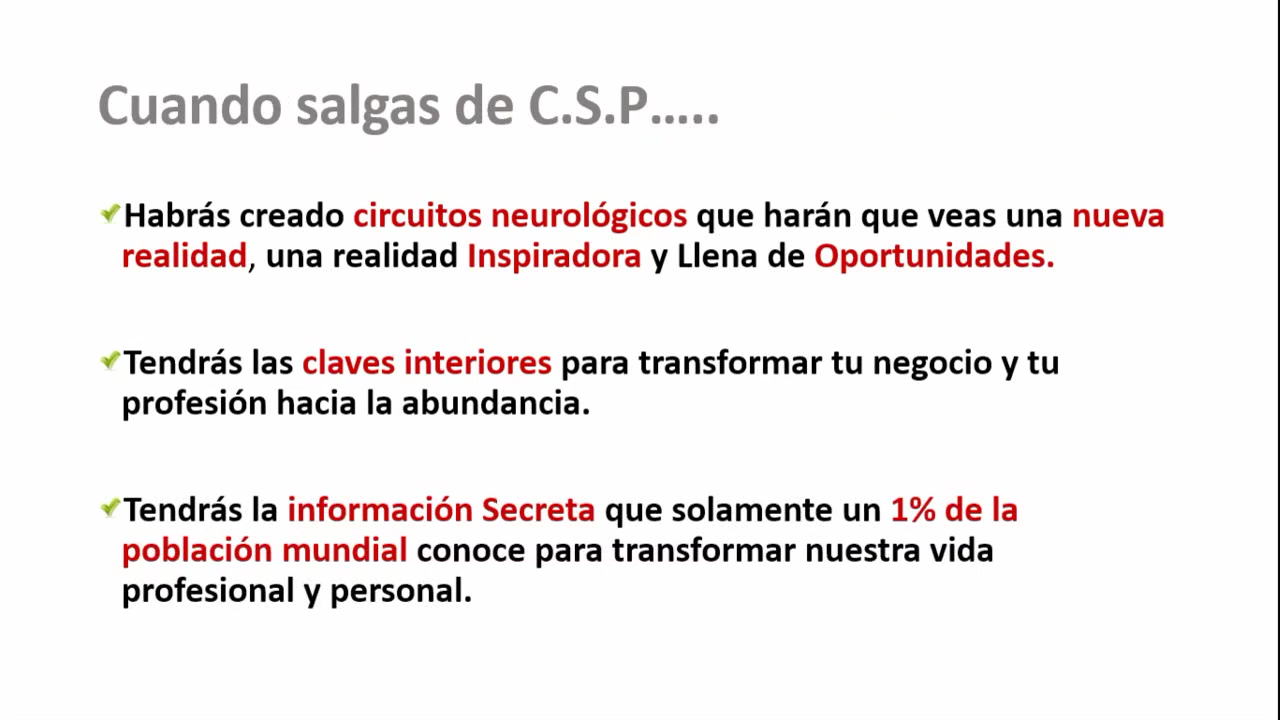 Cuando salgas de C.S.P.....
Habrás creado circuitos neurológicos que harán que veas una nueva
realidad, una realidad Inspiradora y Llena de Oportunidades.
Tendrás las claves interiores para transformar tu negocio y tu
profesión hacia la abundancia.
Tendrás la información Secreta que solamente un 1% de la
población mundial conoce para transformar nuestra vida
profesional y personal.